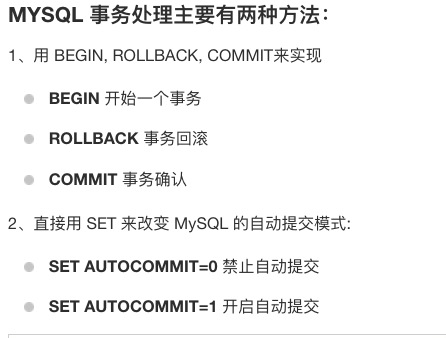 MYSQL 事务处理主要有两种方法：
1、用 BEGIN, ROLLBACK, COMMIT来实现
BEGIN 开始一个事务
ROLLBACK 事务回滚
COMMIT 事务确认
2、直接用 SET 来改变 MySQL 的自动提交模式:
SET AUTOCOMMIT=0 禁止自动提交
SET AUTOCOMMIT=1 开启自动提交